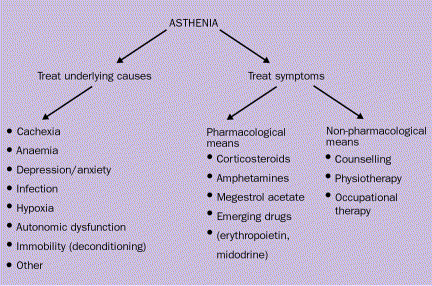 ASTHENIA
Treat underlying causes
Treat symptoms
• Cachexia
• Anaemia
• Depression/anxiety
• Infection
• Hypoxia
• Autonomic dysfunction
• Immobility (deconditioning)
• Other
Pharmacological
means
• Corticosteroids
• Amphetamines
• Megestrol acetate
• Emerging drugs
• (erythropoietin,
midodrine)
Non-pharmacological
means
• Counselling
• Physiotherapy
• Occupational
therapy